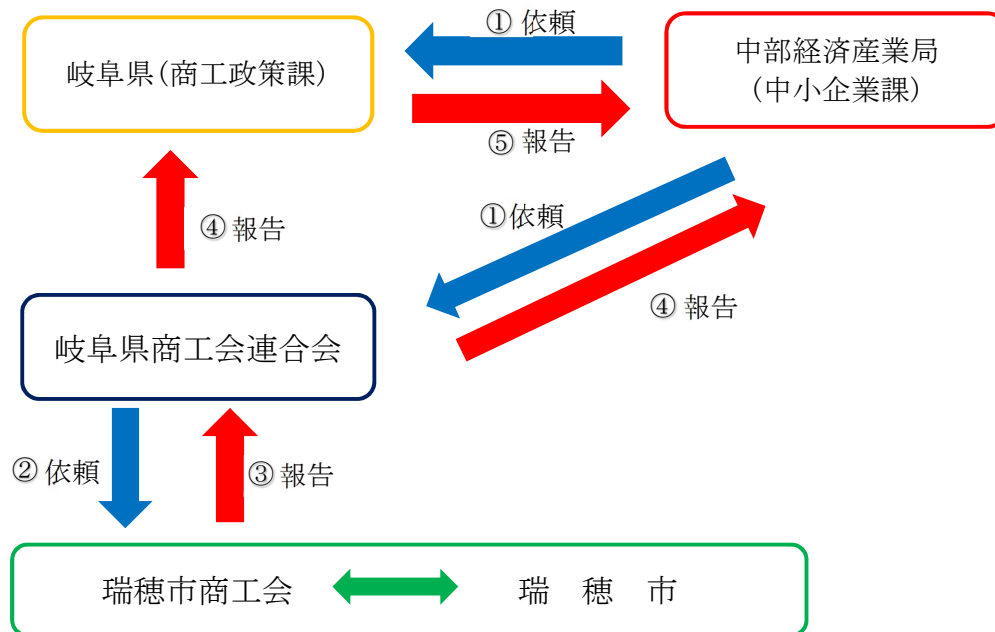 ① 依頼
岐阜県(商工政策課)
中部経済産業局
(中小企業課)
⑤ 報告
①依頼
④ 報告
④ 報告
岐阜県商工会連合会
② 依頼
③ 報告
瑞穂市商工会
瑞　穂　市